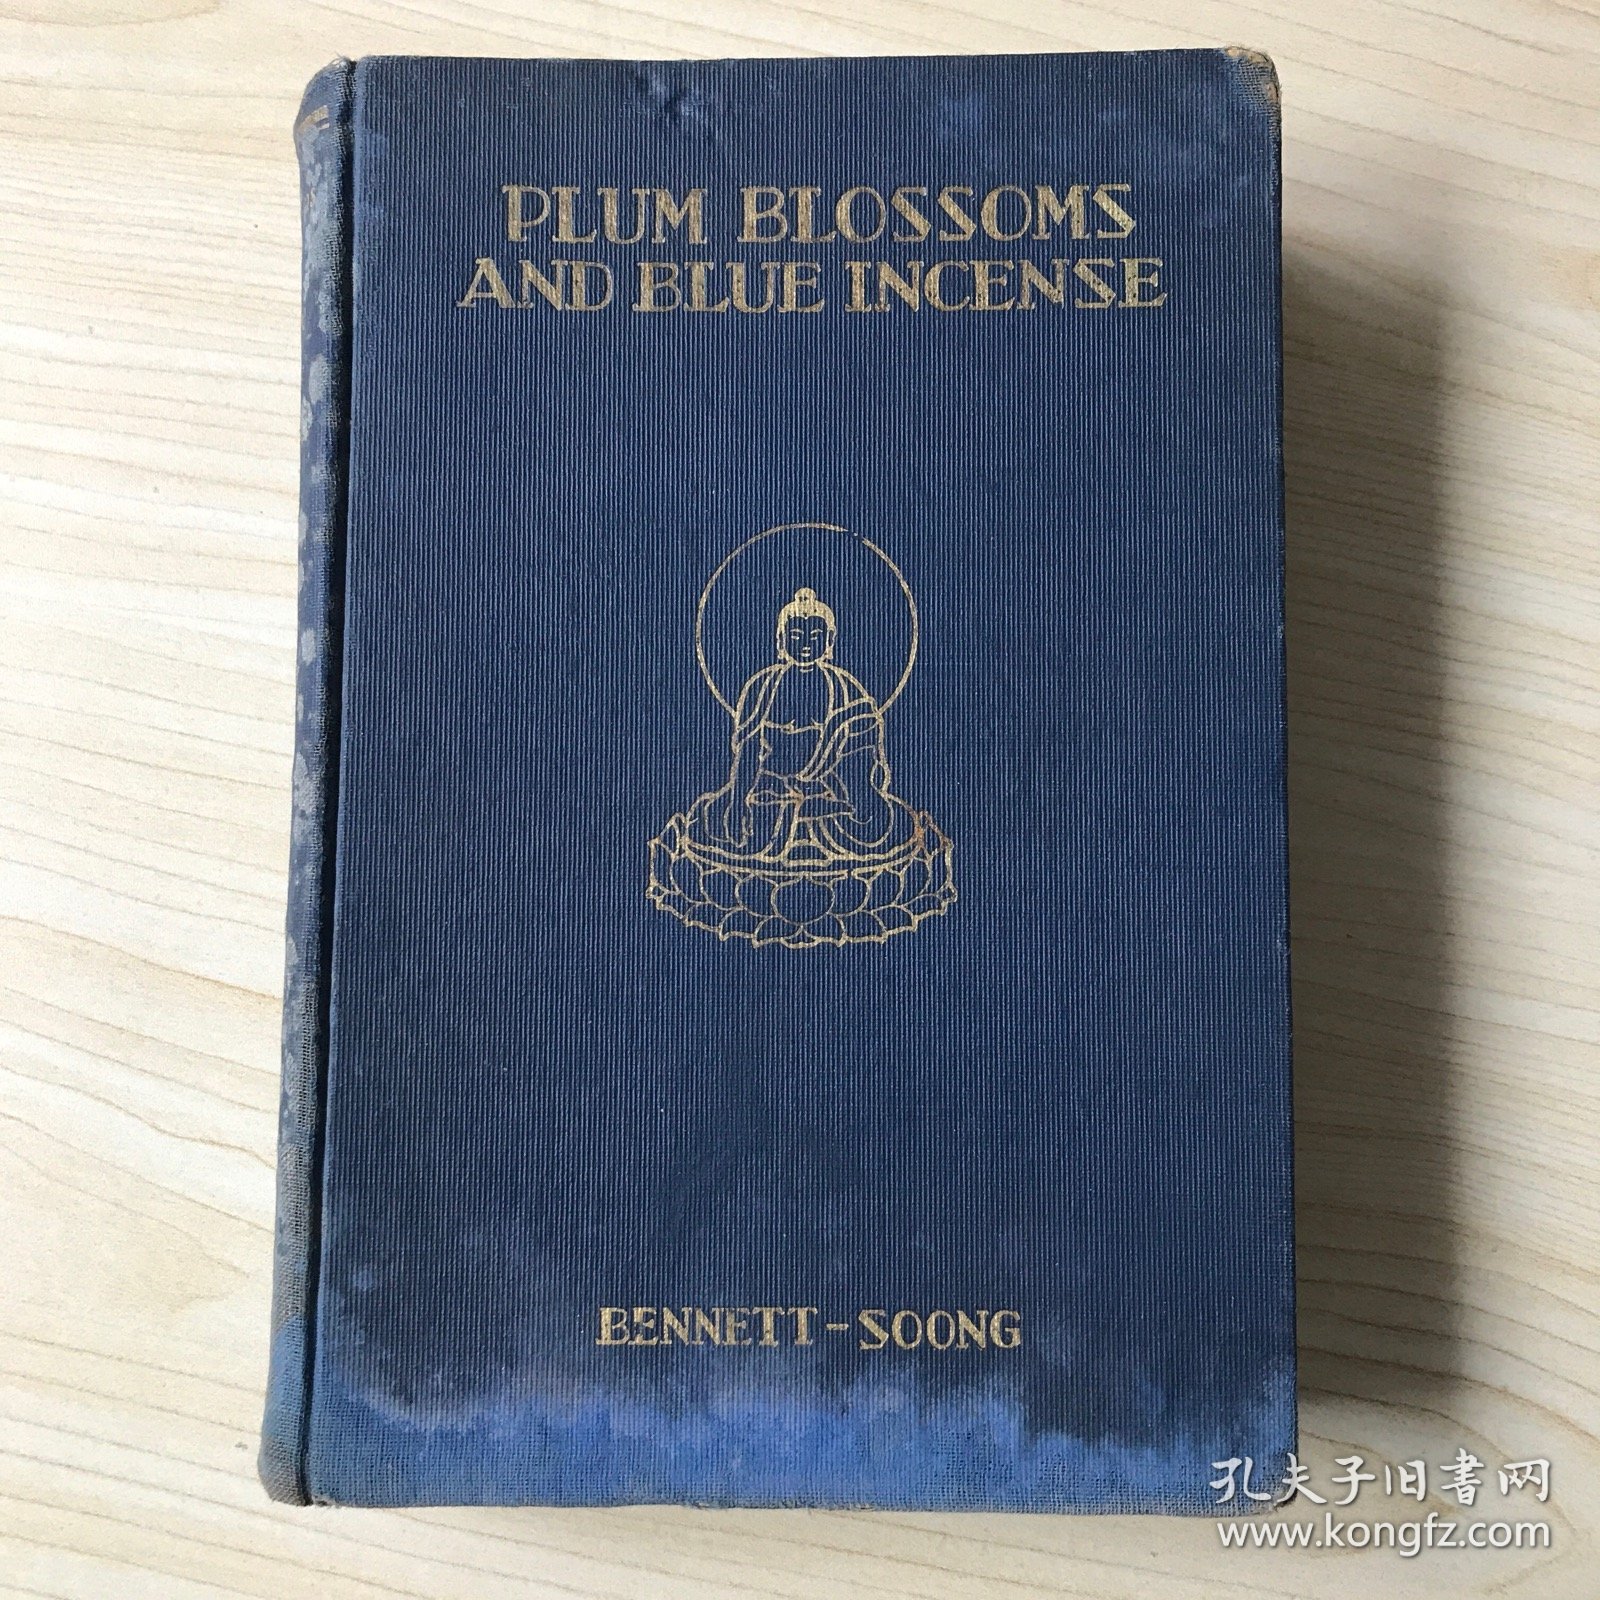 PLUM BLOSSOMS
AND BLUE INCENSE
BENNETT-SOONG
孔夫子旧书网
www.kongfz.com